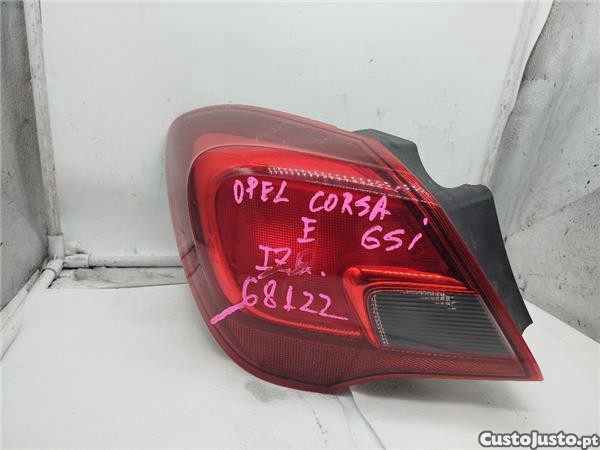 OPEL CORSA
E GSi
IZQ.
68122
CustoJusto.pt